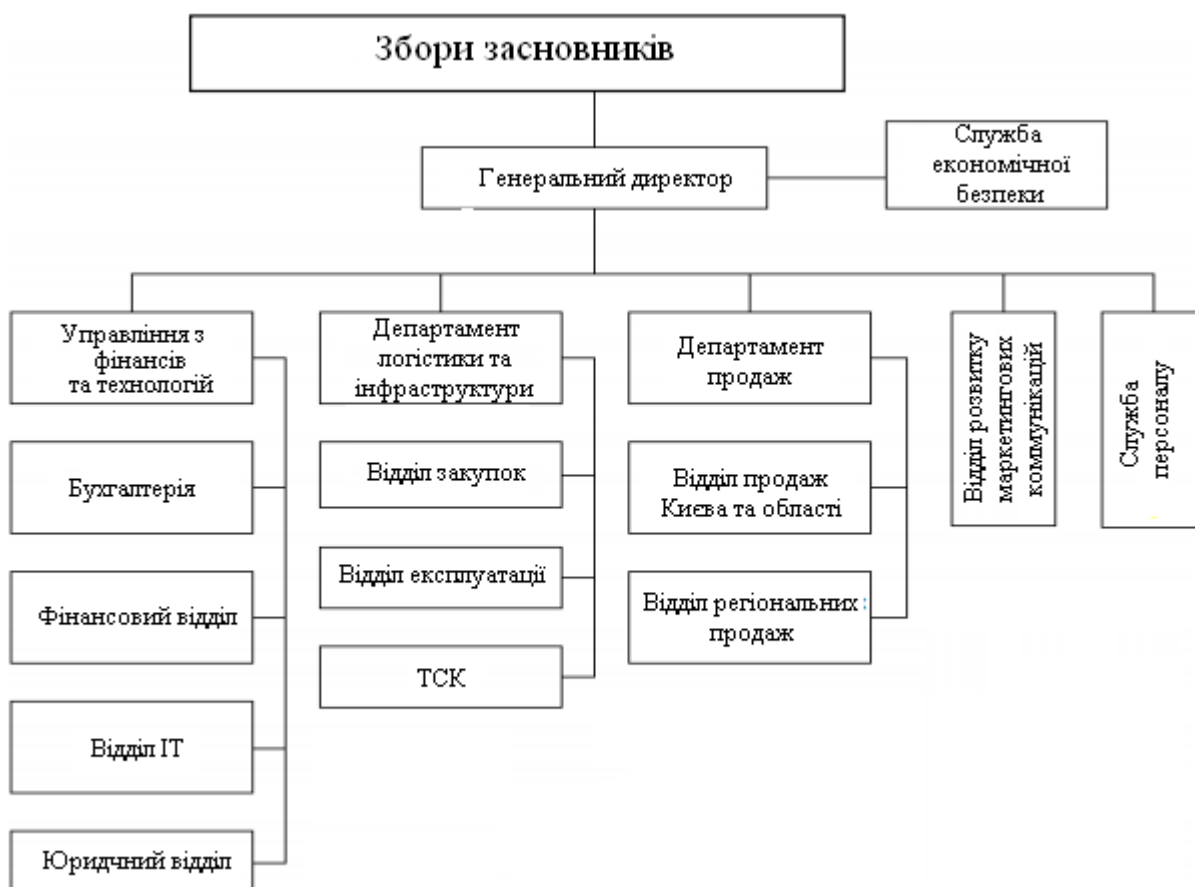 Збори засновників
Генеральний директор
Служба
економічної
безпеки
Управління з
фінансів
та технологій
Департамент
логістики та
інфраструктури
Департамент
продаж
Відділ розвитку
маркетингових
коммунікацій
Служба
персоналу
Бухгалтерія
Відділ закупок
Відділ продаж
Києва та області
Фінансовий відділ
Відділ експлуатації
Відділ регіональних :
продаж
ТСК
Відділ ІТ
Юридчний відділ